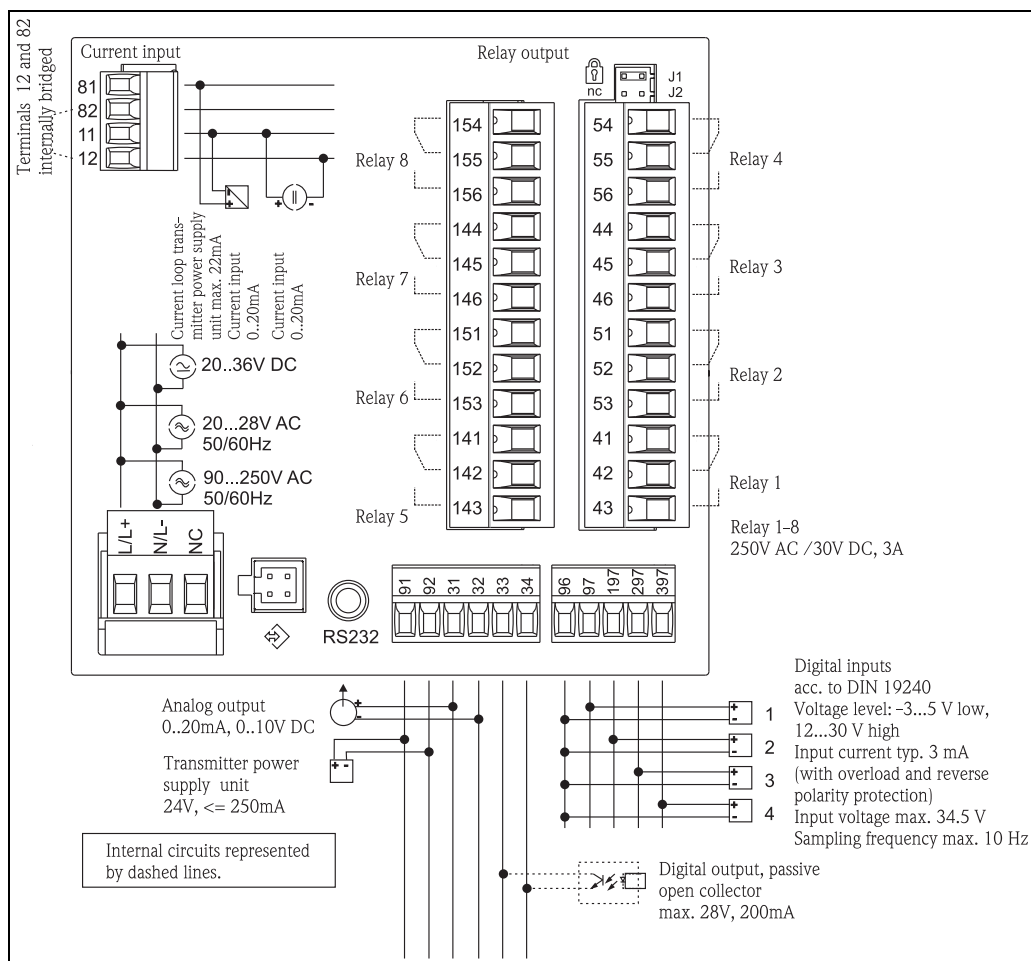 Terminals 12 and 82
internally bridged
Current input
81
82
11
12
Current loop trans-
mitter power supply
unit max. 22mA
Current input
0..20mA
Current input
0..20mA
+
-
20..36V DC
20...28V AC
50/60Hz
90...250V AC
50/60Hz
L/L+
N/L-
NC
RS232
Relay output
nc
J1
J2
154
155
156
144
145
146
151
152
153
141
142
143
Relay 8
Relay 7
Relay 6
Relay 5
54
55
56
44
45
46
51
52
53
41
42
43
Relay 4
Relay 3
Relay 2
Relay 1
Relay 1-8
250V AC /30V DC, 3A
91
92
31
32
33
34
96
97
197
297
397
Analog output
0..20mA, 0..10V DC
+
-
Transmitter power
supply unit
24V, <= 250mA
+ -
Internal circuits represented
by dashed lines.
+
-
1
+
-
2
+
-
3
+
-
4
Digital inputs
acc. to DIN 19240
Voltage level: -3...5 V low,
12...30 V high
Input current typ. 3 mA
(with overload and reverse
polarity protection)
Input voltage max. 34.5 V
Sampling frequency max. 10 Hz
Digital output, passive
open collector
max. 28V, 200mA